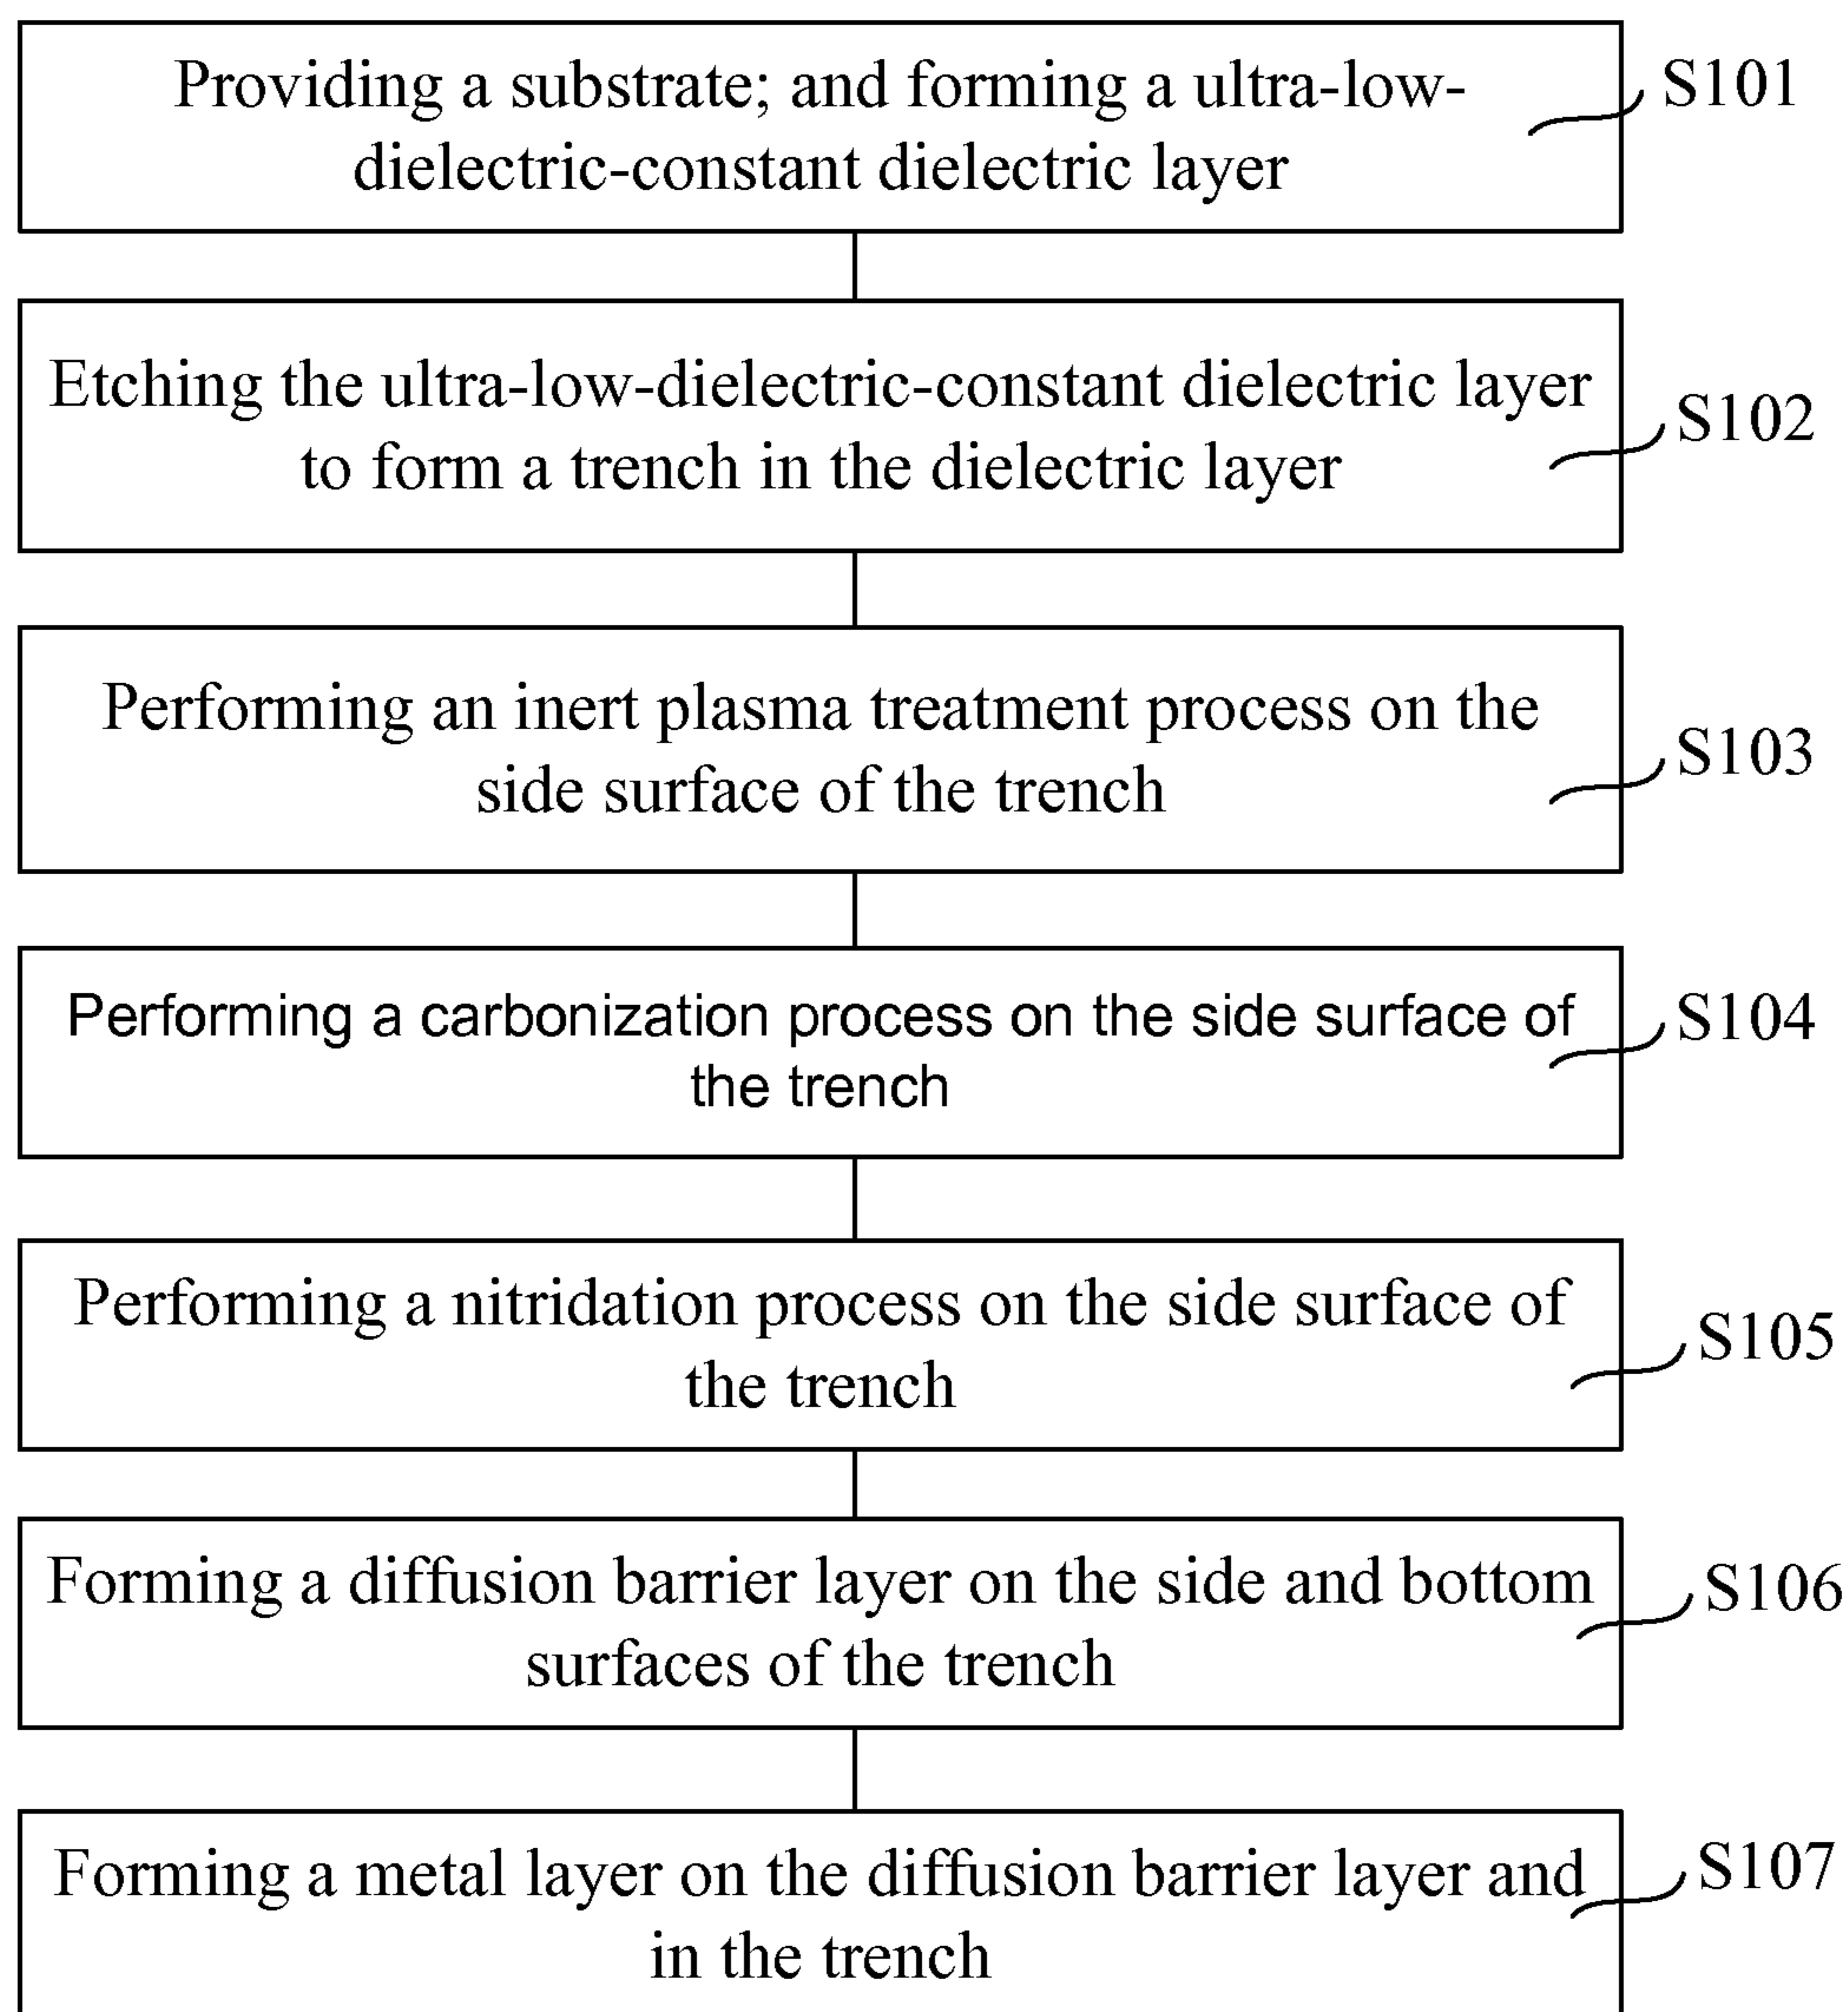 Providing a substrate; and forming a ultra-low-
dielectric-constant dielectric layer
S101
Etching the ultra-low-dielectric-constant dielectric layer
to form a trench in the dielectric layer
S102
Performing an inert plasma treatment process on the
side surface of the trench
S103
Performing a carbonization process on the side surface of
the trench
S104
Performing a nitridation process on the side surface of
the trench
S105
Forming a diffusion barrier layer on the side and bottom
surfaces of the trench
S106
Forming a metal layer on the diffusion barrier layer and
in the trench
S107